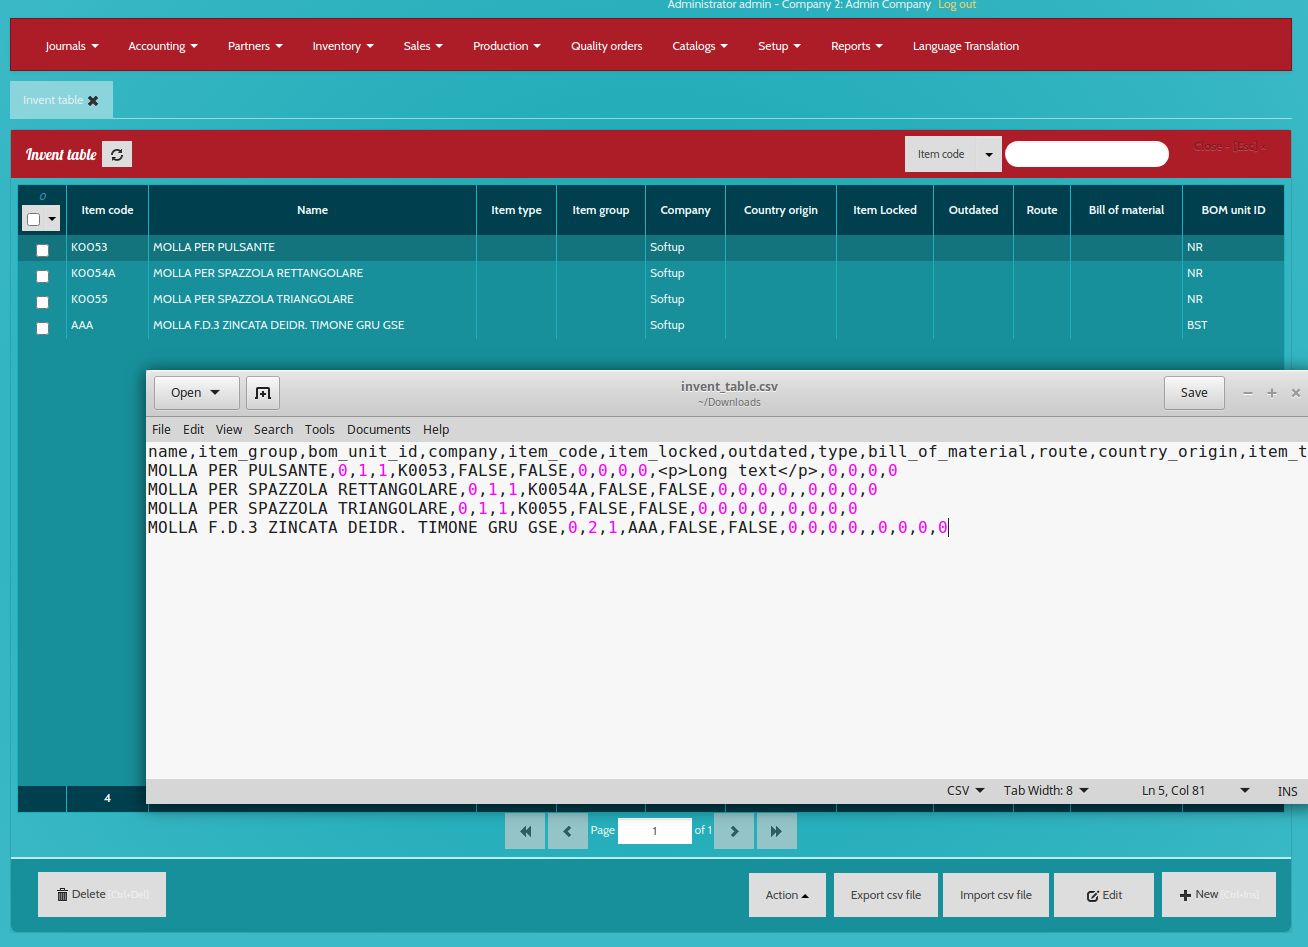 Administrator admin - Company 2: Admin Company Log out
Journals Accounting Partners Inventory Sales Production Quality orders Catalogs Setup Reports Language Translation
Invent table
Invent table Item code Close - [Esc] ×
0
Item code Name Item type Item group Company Country origin Item Locked Outdated Route Bill of material BOM unit ID
K0053 MOLLA PER PULSANTE Softup NR
K0054A MOLLA PER SPAZZOLA RETTANGOLARE Softup NR
K0055 MOLLA PER SPAZZOLA TRIANGOLARE Softup NR
AAA MOLLA F.D.3 ZINCATA DEIDR. TIMONE GRU GSE Softup BST
Open invent_table.csv Save
~/Downloads
File Edit View Search Tools Documents Help
name,item_group,bom_unit_id,company,item_code,item_locked,outdated,type,bill_of_material,route,country_origin,item_t
MOLLA PER PULSANTE,0,1,1,K0053,FALSE,FALSE,0,0,0,0,<p>Long text</p>,0,0,0,0
MOLLA PER SPAZZOLA RETTANGOLARE,0,1,1,K0054A,FALSE,FALSE,0,0,0,0,,0,0,0,0
MOLLA PER SPAZZOLA TRIANGOLARE,0,1,1,K0055,FALSE,FALSE,0,0,0,0,,0,0,0,0
MOLLA F.D.3 ZINCATA DEIDR. TIMONE GRU GSE,0,2,1,AAA,FALSE,FALSE,0,0,0,0,,0,0,0,0
CSV Tab Width: 8 Ln 5, Col 81 INS
4
Page 1 of 1
Delete [Ctrl+Del] Action Export csv file Import csv file Edit New [Ctrl+Ins]